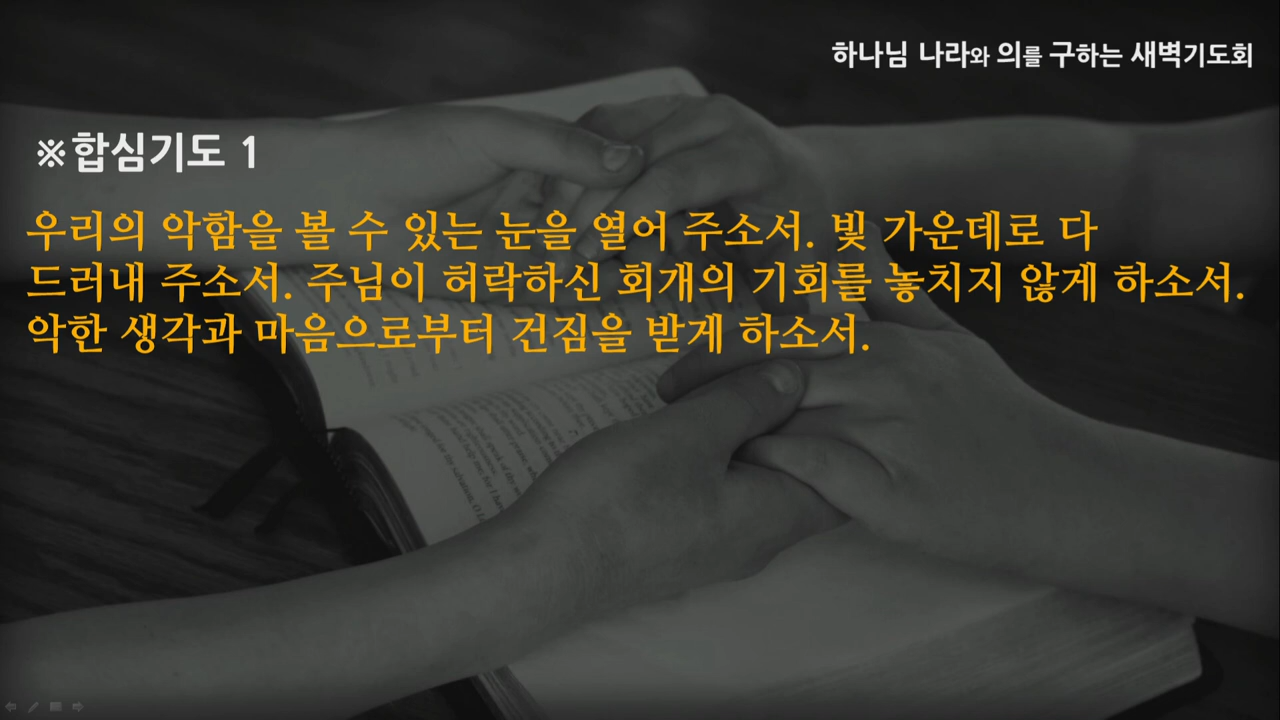 하나님 나라와 의를 구하는 새벽기도회
※합심기도 1
우리의 악함을 볼 수 있는 눈을 열어 주소서. 빛 가운데로 다
드러내 주소서. 주님이 허락하신 회개의 기회를 놓치지 않게 하소서.
악한 생각과 마음으로부터 건짐을 받게 하소서.